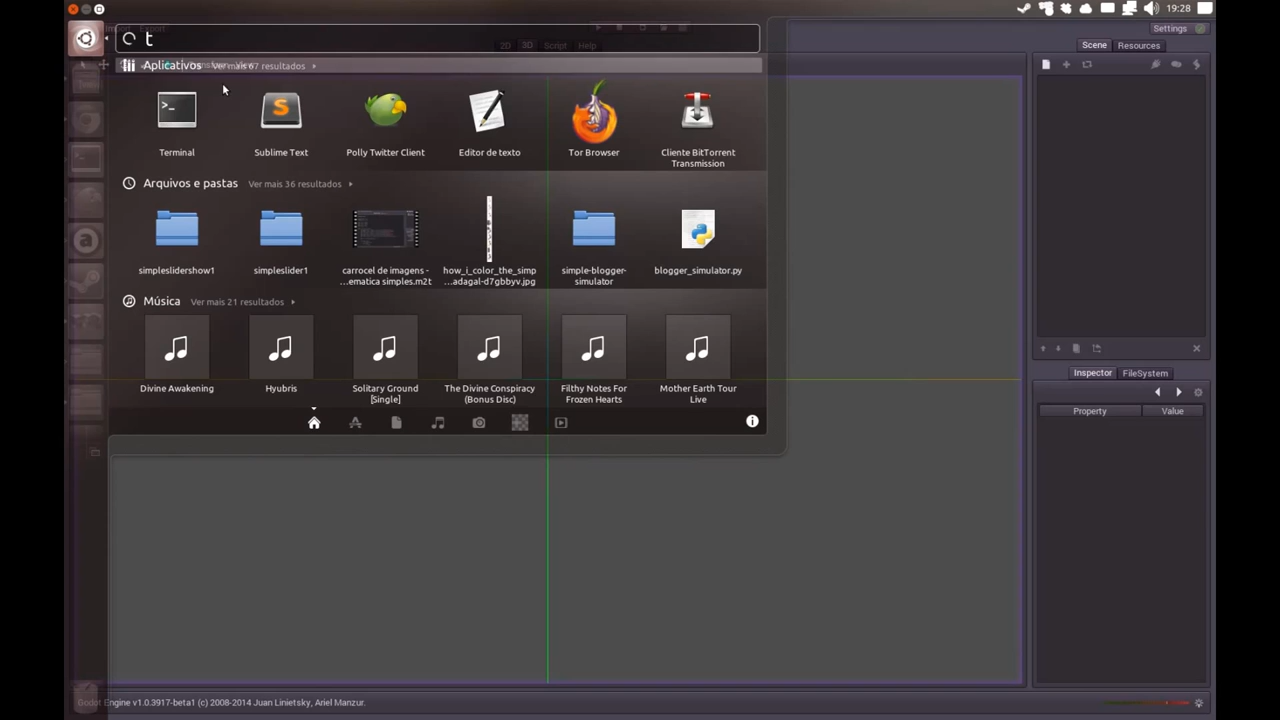 19:28
t
Import Export
2D 3D Script Help
Settings
Scene Resources
Aplicativos Ver mais 67 resultados
Terminal
Sublime Text
Polly Twitter Client
Editor de texto
Tor Browser
Cliente BitTorrent
Transmission
Arquivos e pastas Ver mais 36 resultados
simpleslidershow1
simpleslider1
carrocel de imagens -
...ematica simples.m2t
how_i_color_the_simp
...adagal-d7gbbyv.jpg
simple-blogger-
simulator
blogger_simulator.py
Música Ver mais 21 resultados
Divine Awakening
Hyubris
Solitary Ground
[Single]
The Divine Conspiracy
(Bonus Disc)
Filthy Notes For
Frozen Hearts
Mother Earth Tour
Live
Inspector FileSystem
Property Value
Godot Engine v1.0.3917-beta1 (c) 2008-2014 Juan Linietsky, Ariel Manzur.